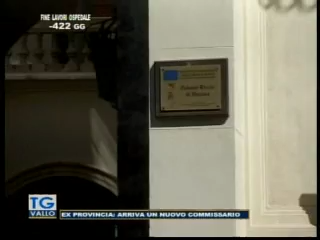 FINE LAVORI OSPEDALE
-422 GG
TG
VALLO
EX PROVINCIA: ARRIVA UN NUOVO COMMISSARIO